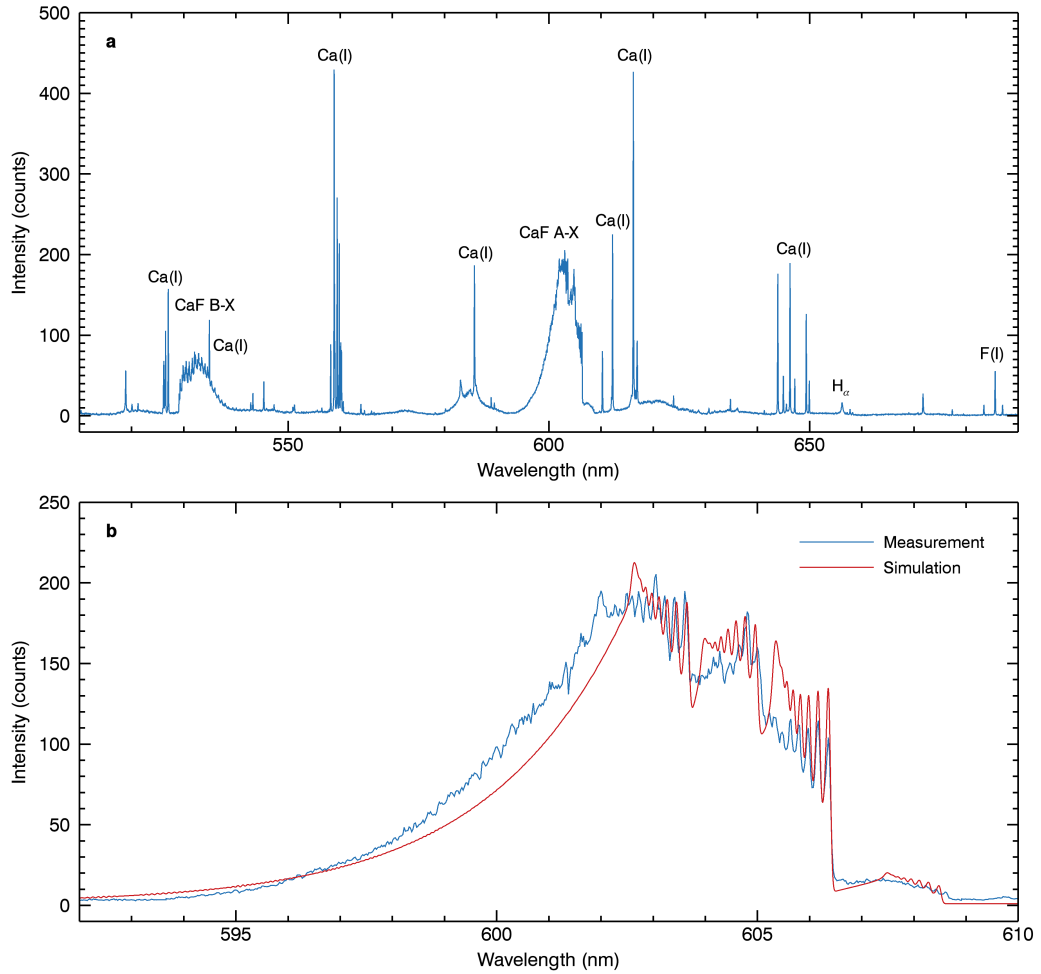 a
500
400
300
200
100
0
Intensity (counts)
Ca(I)
CaF B-X
Ca(I)
Ca(I)
Ca(I)
CaF A-X
Ca(I)
Ca(I)
Ca(I)
Hα
F(I)
550
600
650
Wavelength (nm)
b
250
200
150
100
50
0
Intensity (counts)
Measurement
Simulation
595
600
605
610
Wavelength (nm)